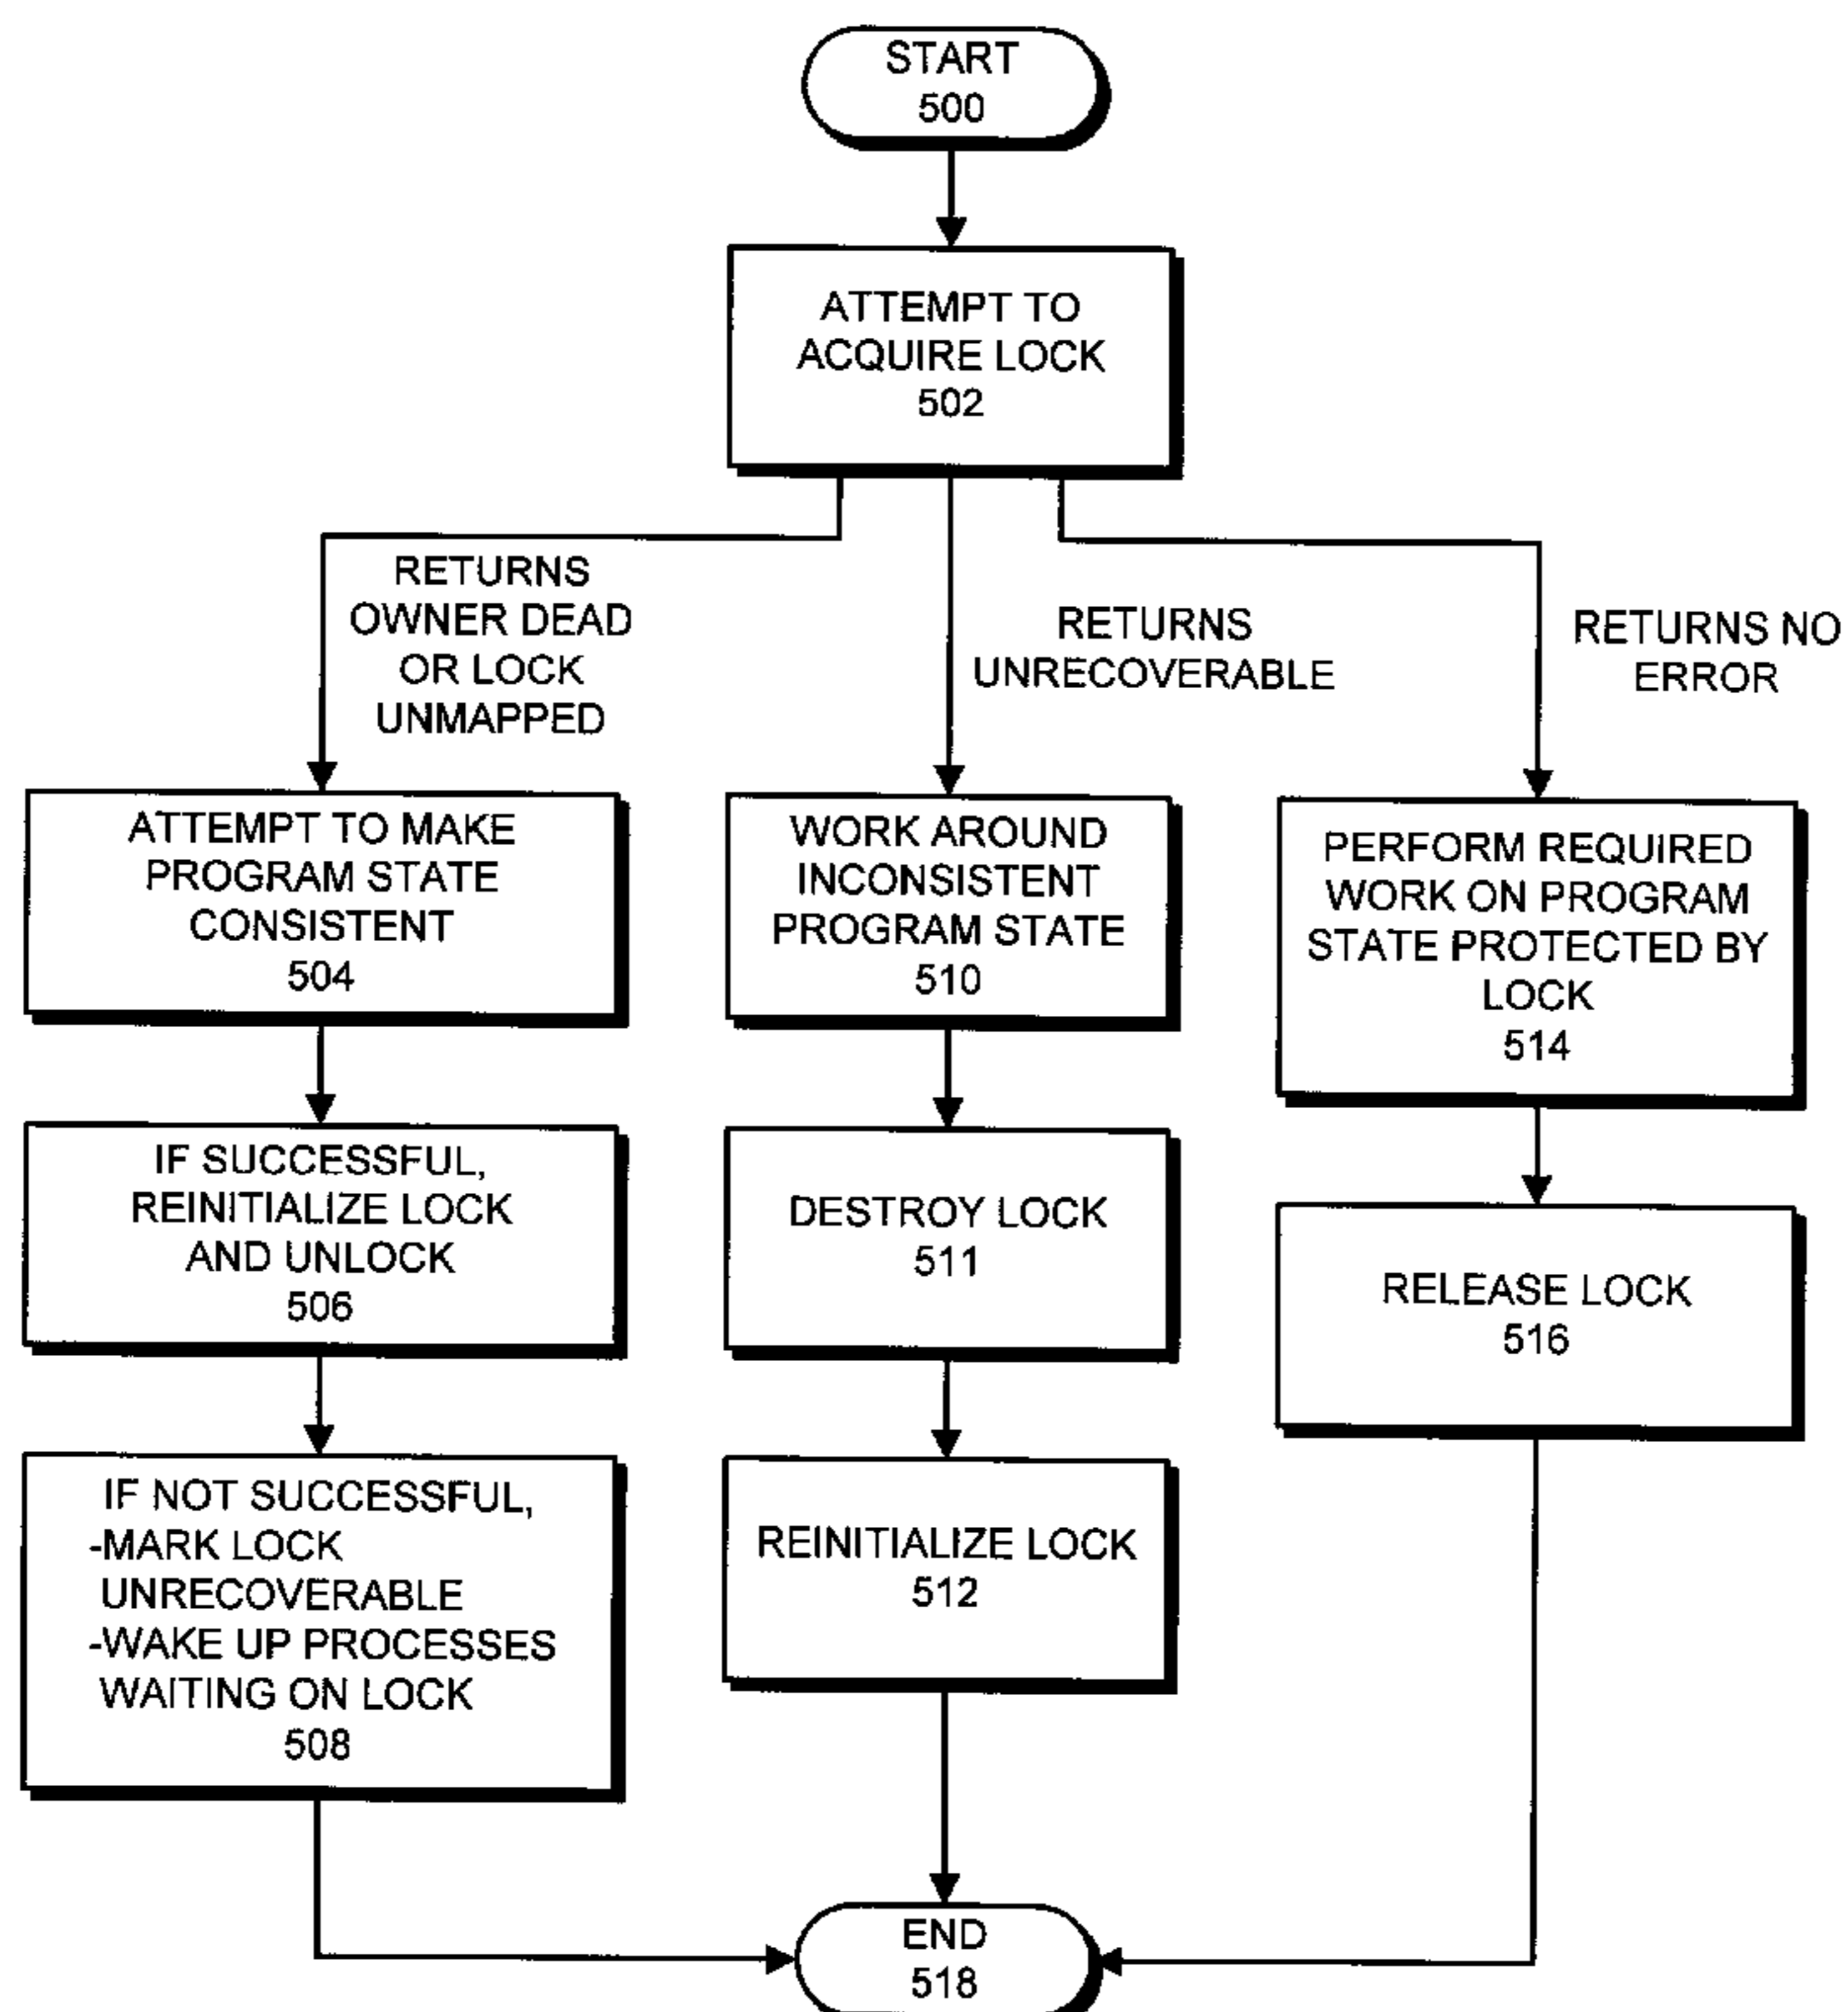 START
500
ATTEMPT TO
ACQUIRE LOCK
502
RETURNS
OWNER DEAD
OR LOCK
UNMAPPED
RETURNS
UNRECOVERABLE
RETURNS NO
ERROR
ATTEMPT TO MAKE
PROGRAM STATE
CONSISTENT
504
WORK AROUND
INCONSISTENT
PROGRAM STATE
510
PERFORM REQUIRED
WORK ON PROGRAM
STATE PROTECTED BY
LOCK
514
IF SUCCESSFUL,
REINITIALIZE LOCK
AND UNLOCK
506
DESTROY LOCK
511
RELEASE LOCK
516
IF NOT SUCCESSFUL,
-MARK LOCK
UNRECOVERABLE
-WAKE UP PROCESSES
WAITING ON LOCK
508
REINITIALIZE LOCK
512
END
518